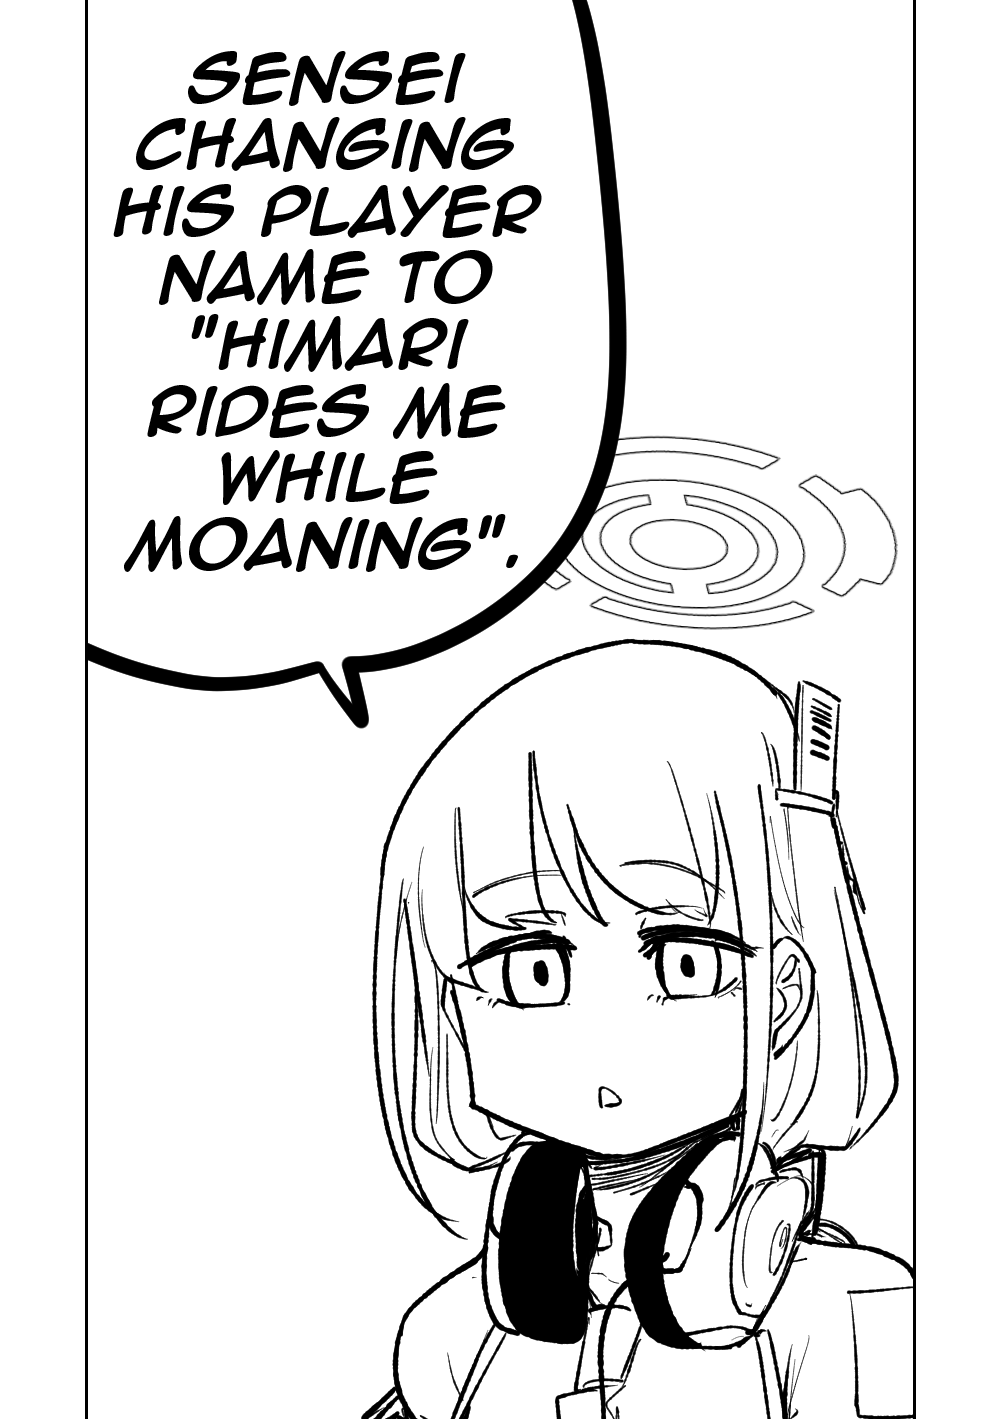 SENSEI
CHANGING
HIS PLAYER
NAME TO
"HIMARI
RIDES ME
WHILE
MOANING".